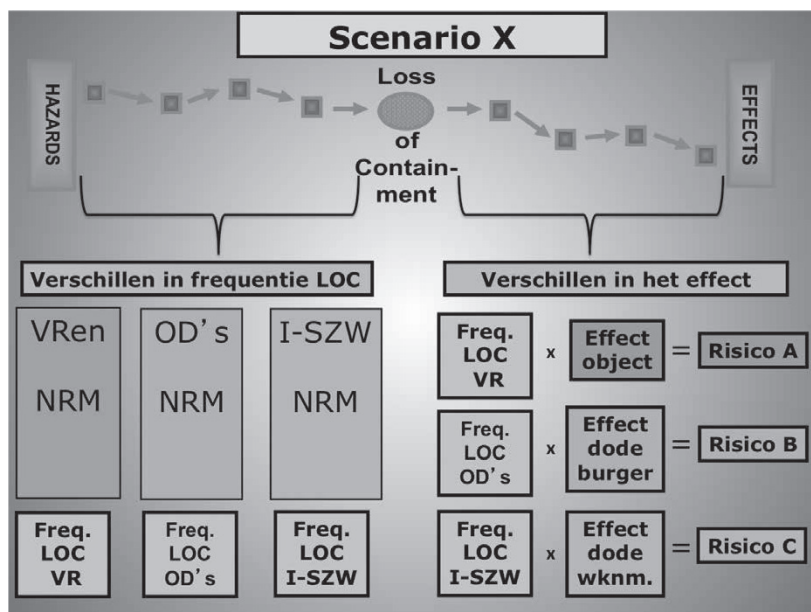 Scenario X
HAZARDS
Loss
of
Contain-
ment
EFFECTS
Verschillen in frequentie LOC
VRen
NRM
OD's
NRM
I-SZW
NRM
Freq.
LOC
VR
Freq.
LOC
OD's
Freq.
LOC
I-SZW
Verschillen in het effect
Freq.
LOC
VR
x
Effect
object
=
Risico A
Freq.
LOC
OD's
x
Effect
dode
burger
=
Risico B
Freq.
LOC
I-SZW
x
Effect
dode
wknm.
=
Risico C